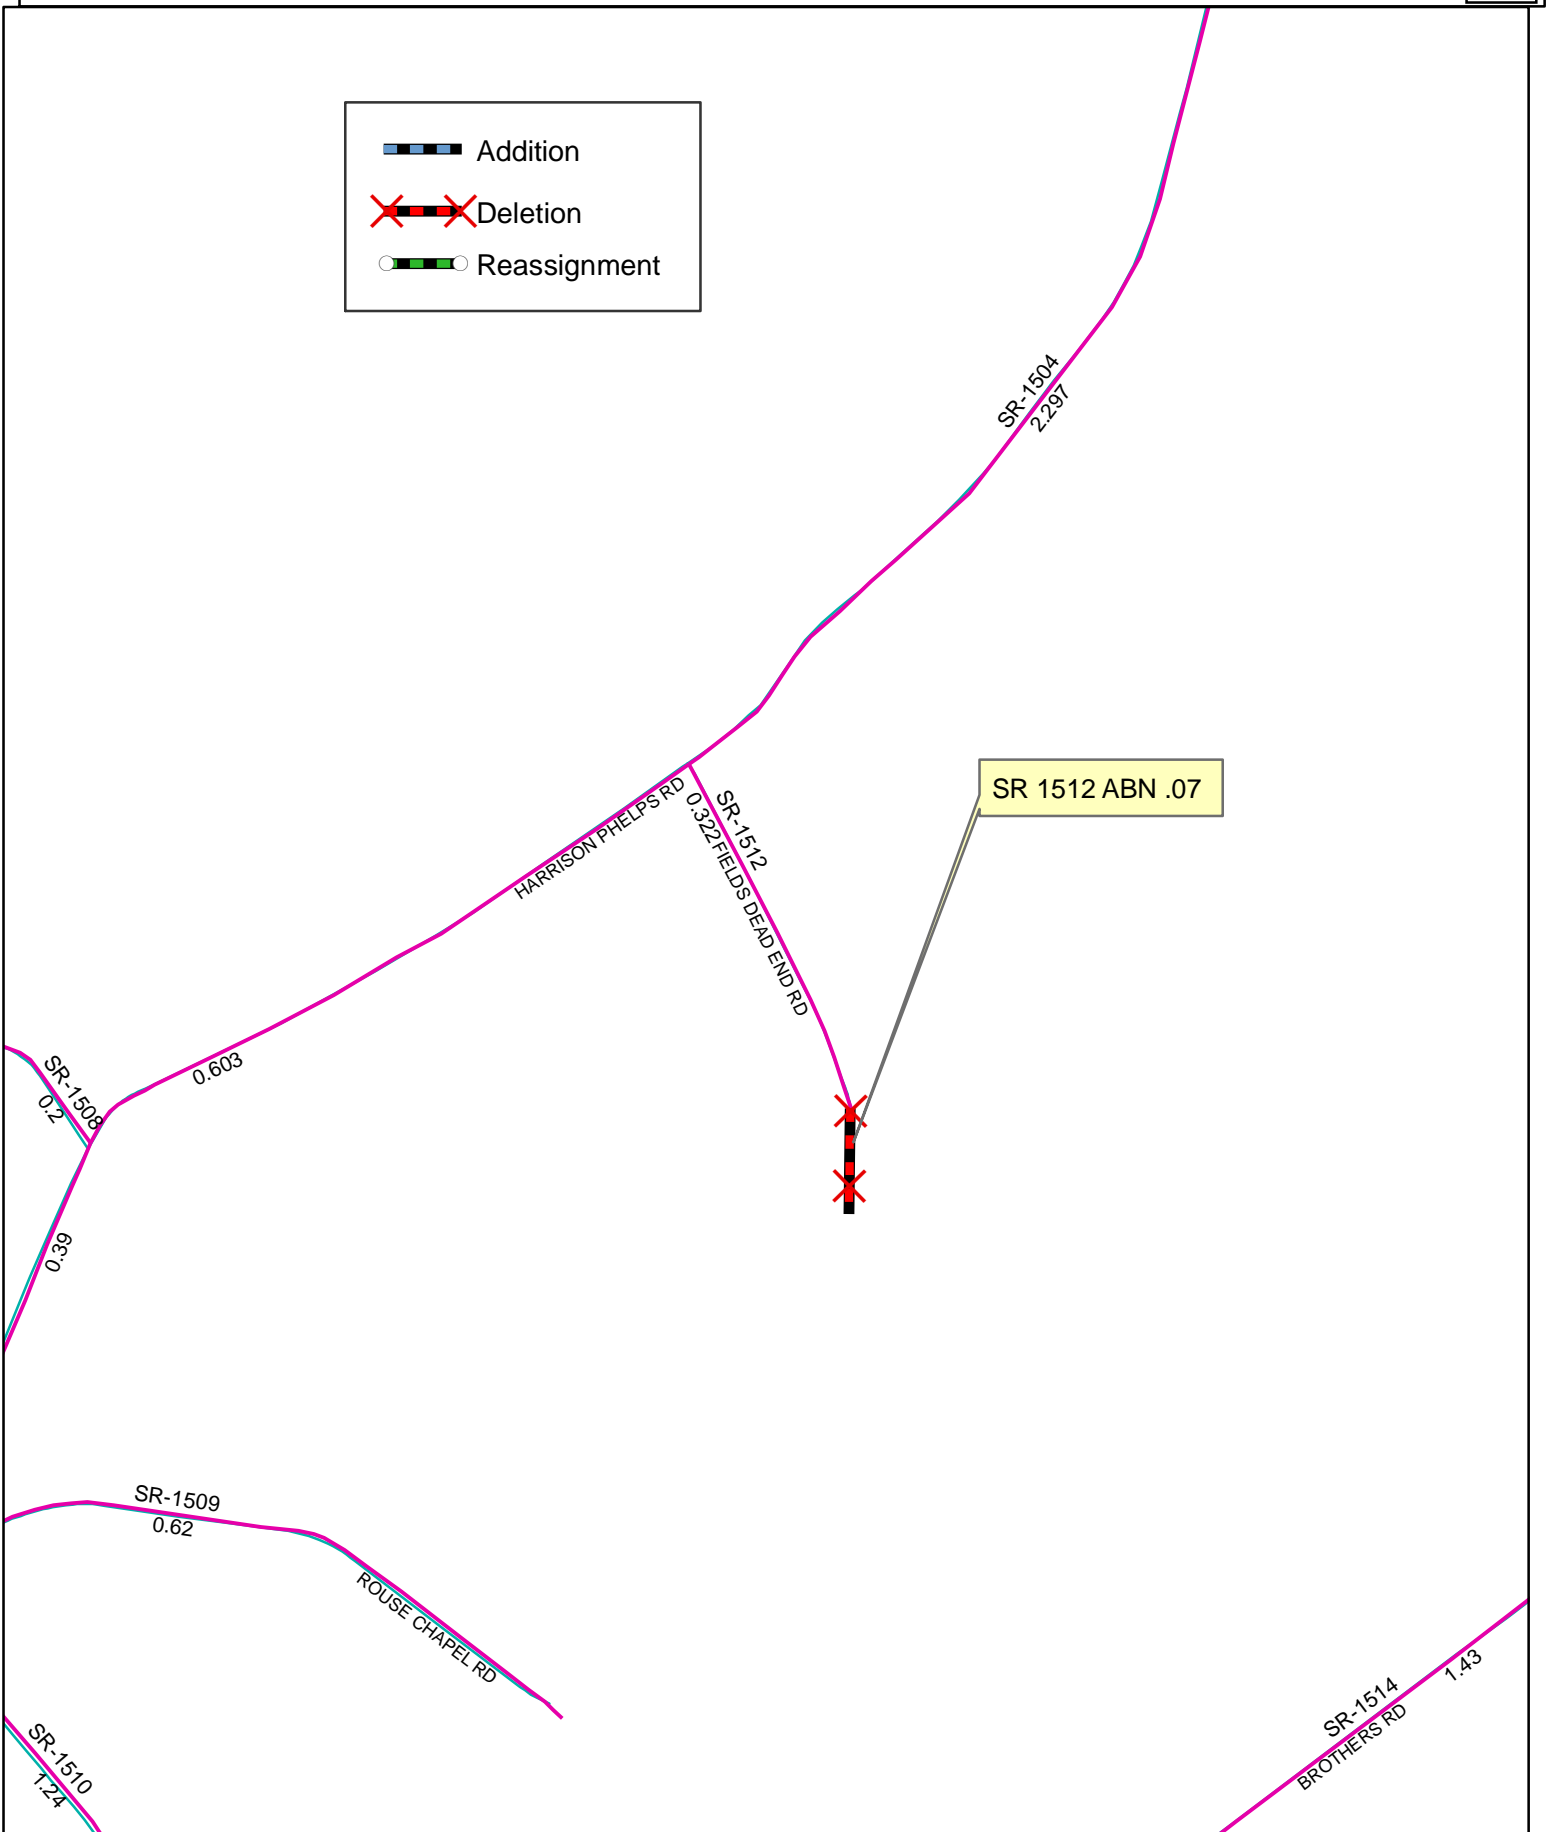 Addition
Deletion
Reassignment
SR-1504
2.297
SR 1512 ABN .07
HARRISON PHELPS RD
SR-1512
0.322
FIELDS DEAD END RD
SR-1508
0.2
0.603
0.39
SR-1509
0.62
ROUSE CHAPEL RD
SR-1514
1.43
BROTHERS RD
SR-1510
1.24